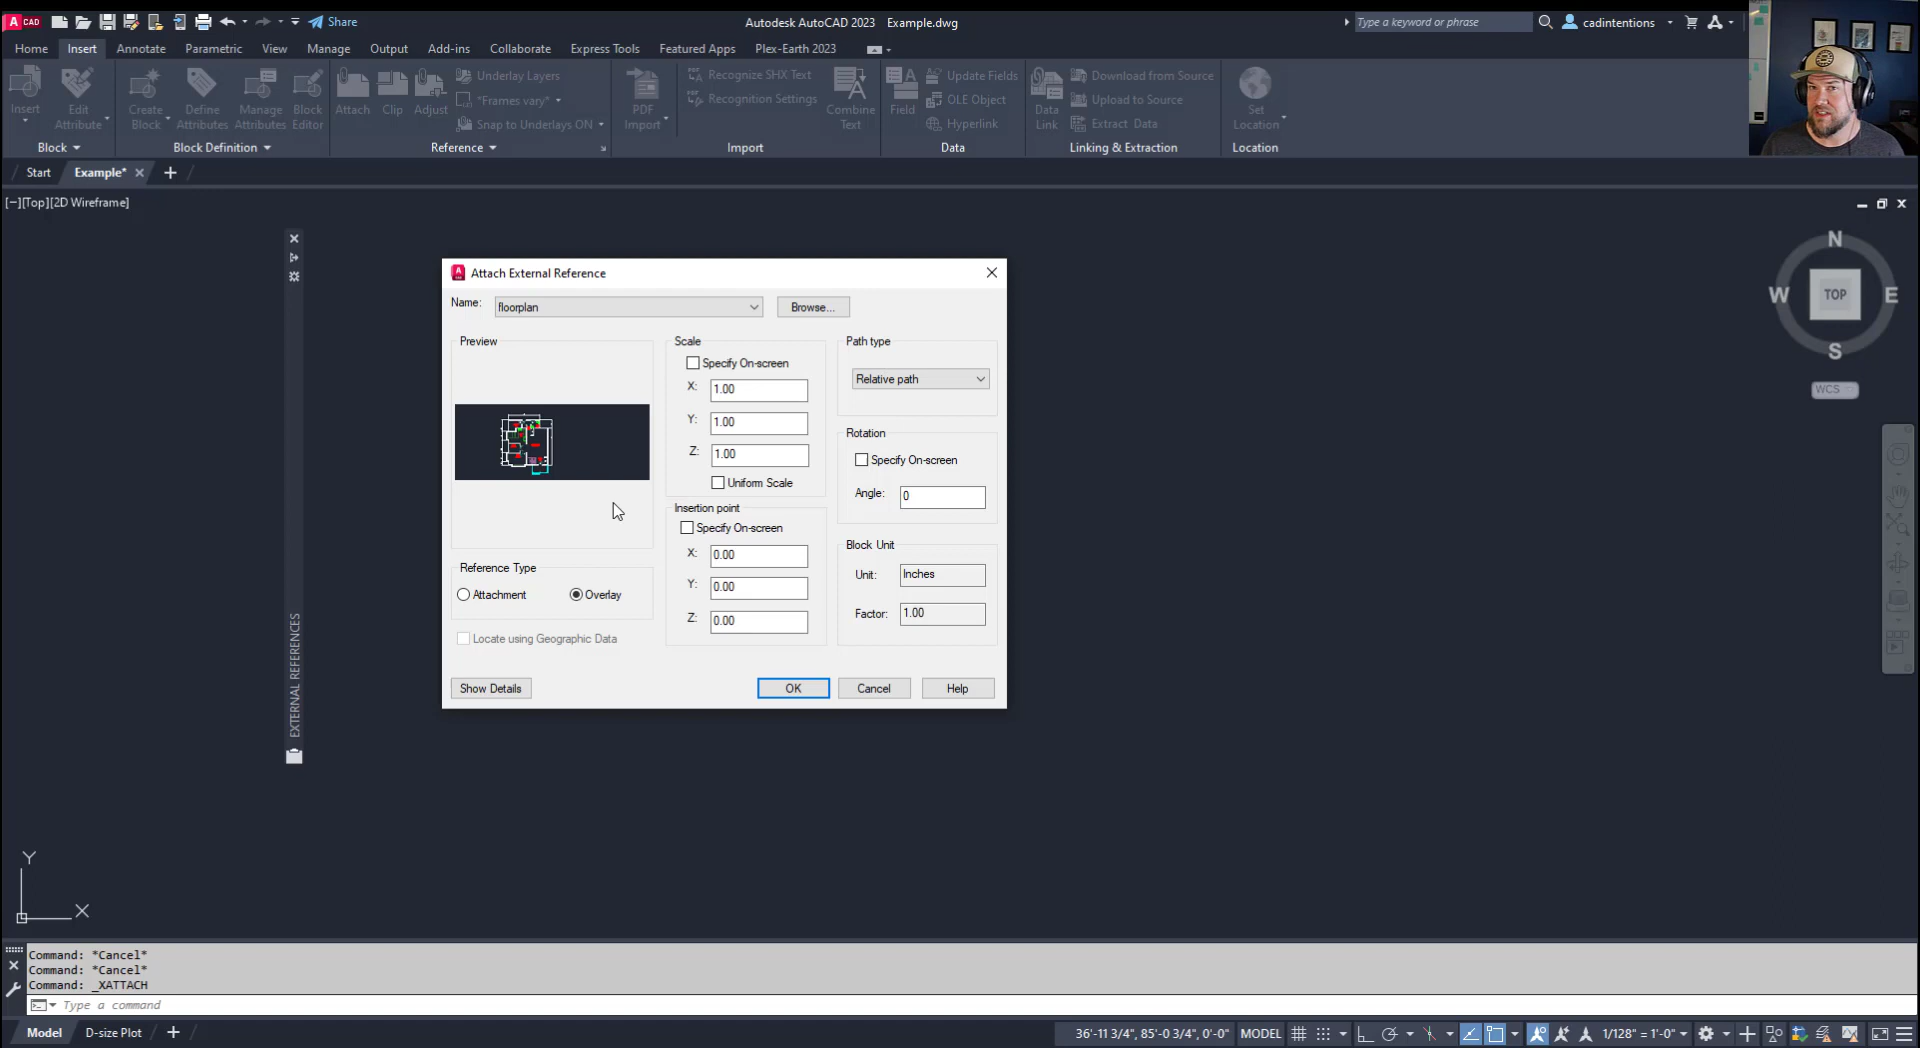 CAD
Share
Autodesk AutoCAD 2023 Example.dwg
Type a keyword or phrase
cadintentions
Home Insert Annotate Parametric View Manage Output Add-ins Collaborate Express Tools Featured Apps Plex-Earth 2023
Insert
Edit Attribute
Create Block
Define Attributes
Manage Attributes
Block Editor
Attach
Clip
Adjust
Underlay Layers
*Frames vary*
Snap to Underlays ON
PDF Import
Recognize SHX Text
Recognition Settings
Combine Text
Field
Update Fields
OLE Object
Hyperlink
Data Link
Download from Source
Upload to Source
Extract Data
Set Location
Block Block Definition Reference Import Data Linking & Extraction Location
Start Example*
[−][Top][2D Wireframe]
N
W TOP E
S
WCS
EXTERNAL REFERENCES
Attach External Reference
Name: floorplan Browse...
Preview
Reference Type
Attachment Overlay
Locate using Geographic Data
Show Details
Scale
Specify On-screen
X: 1.00
Y: 1.00
Z: 1.00
Uniform Scale
Insertion point
Specify On-screen
X: 0.00
Y: 0.00
Z: 0.00
Path type
Relative path
Rotation
Specify On-screen
Angle: 0
Block Unit
Unit: Inches
Factor: 1.00
OK Cancel Help
Y
X
Command: *Cancel*
Command: *Cancel*
Command: _XATTACH
Type a command
Model D-size Plot
36'-11 3/4", 85'-0 3/4", 0'-0" MODEL 1/128" = 1'-0"